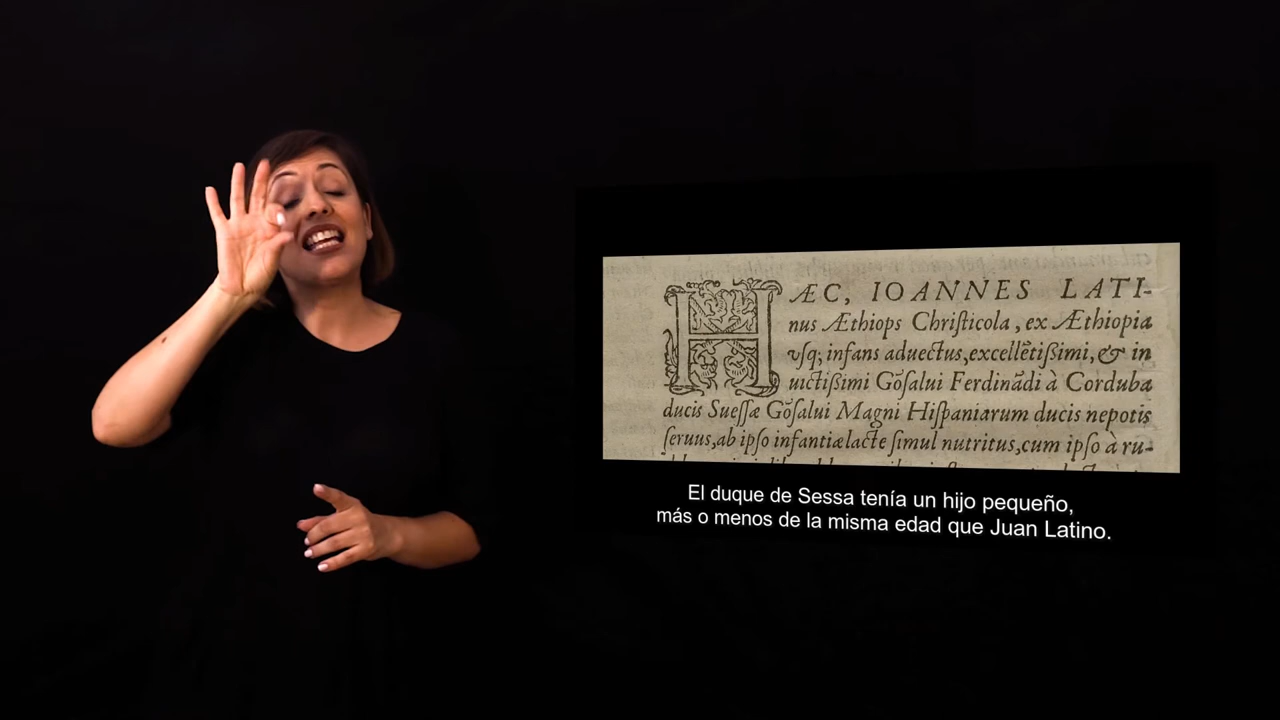 HÆC, IOANNES LATI-
nus Æthiops Chriſticola, ex Æthiopia
vſq; infans aduectus, excellẽtißimi, & in
uictißimi Gõſalui Ferdinãdi à Corduba
ducis Sueſſæ Gõſalui Magni Hiſpaniarum ducis nepotis
ſeruus, ab ipſo infantiæ lacte ſimul nutritus, cum ipſo à ru-
El duque de Sessa tenía un hijo pequeño,
más o menos de la misma edad que Juan Latino.